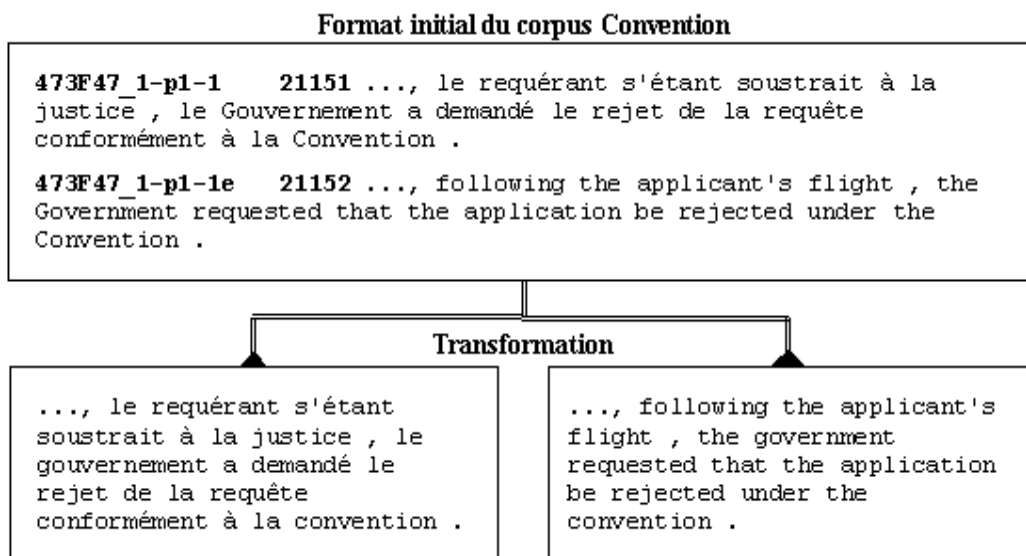 Format initial du corpus Convention
473F47_1-p1-1 21151 ..., le requérant s'étant soustrait à la
justice , le Gouvernement a demandé le rejet de la requête
conformément à la Convention .
473F47_1-p1-1e 21152 ..., following the applicant's flight , the
Government requested that the application be rejected under the
Convention .
Transformation
..., le requérant s'étant
soustrait à la justice , le
gouvernement a demandé le
rejet de la requête
conformément à la convention .
..., following the applicant's
flight , the government
requested that the application
be rejected under the
convention .